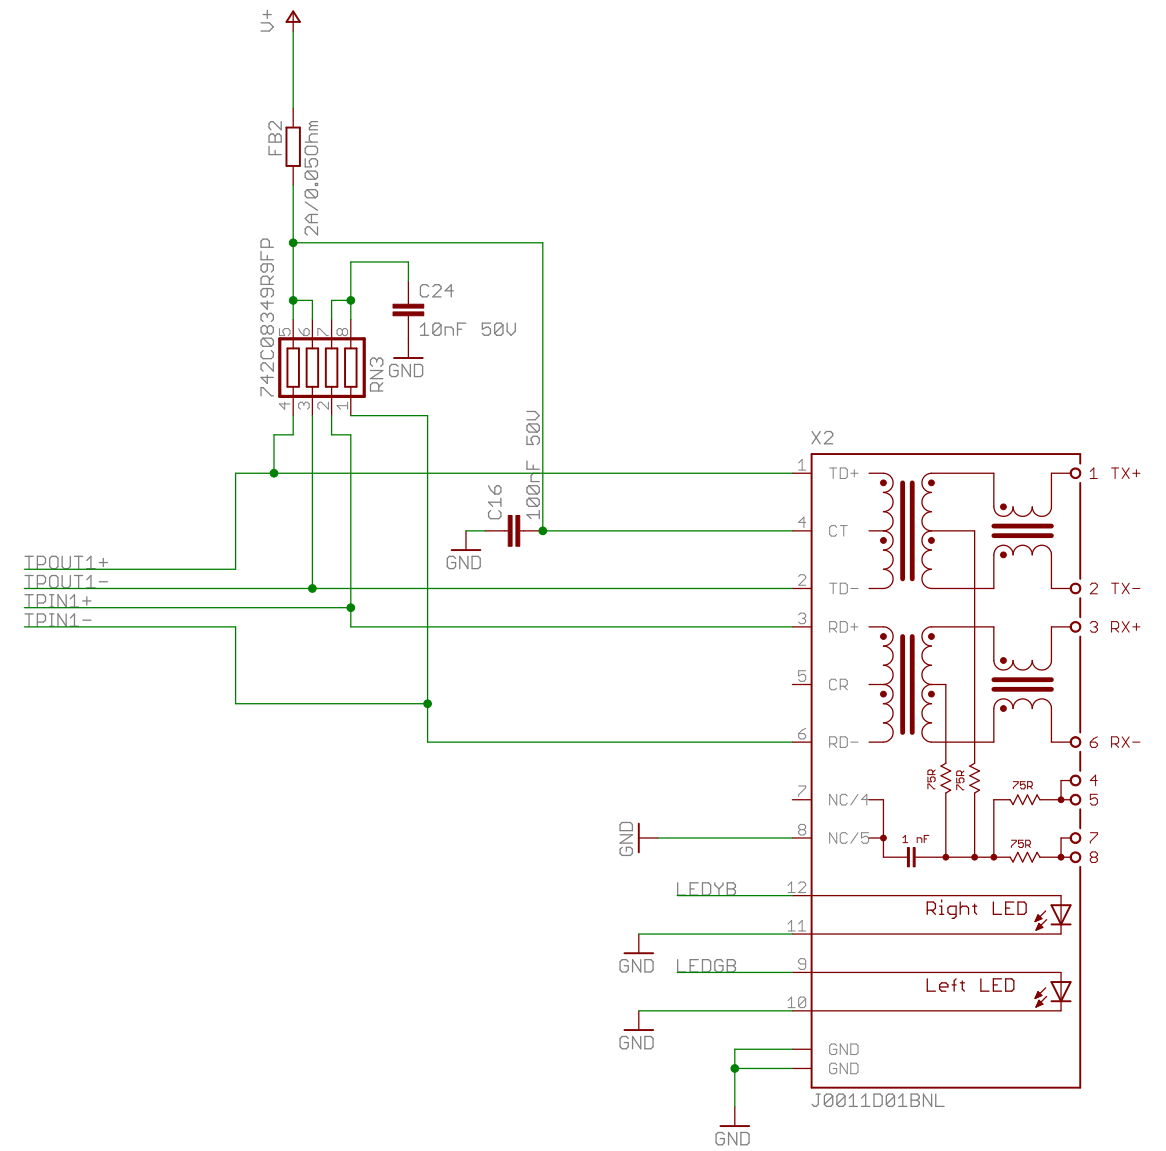 V+
FB2
2A/0.05Ohm
742C08349R9FP
C24
10nF 50V
GND
5 6 7 8
4 3 2 1
RN3
C16
100nF 50V
GND
X2
1 TD+
4 CT
2 TD-
3 RD+
5 CR
6 RD-
7 NC/4
8 NC/5
GND
1 TX+
2 TX-
3 RX+
6 RX-
4
5
7
8
75R
75R
75R
75R
1 nF
TPOUT1+
TPOUT1-
TPIN1+
TPIN1-
LEDYB
12
11
Right LED
GND
LEDGB
9
10
Left LED
GND
GND
GND
GND
J0011D01BNL